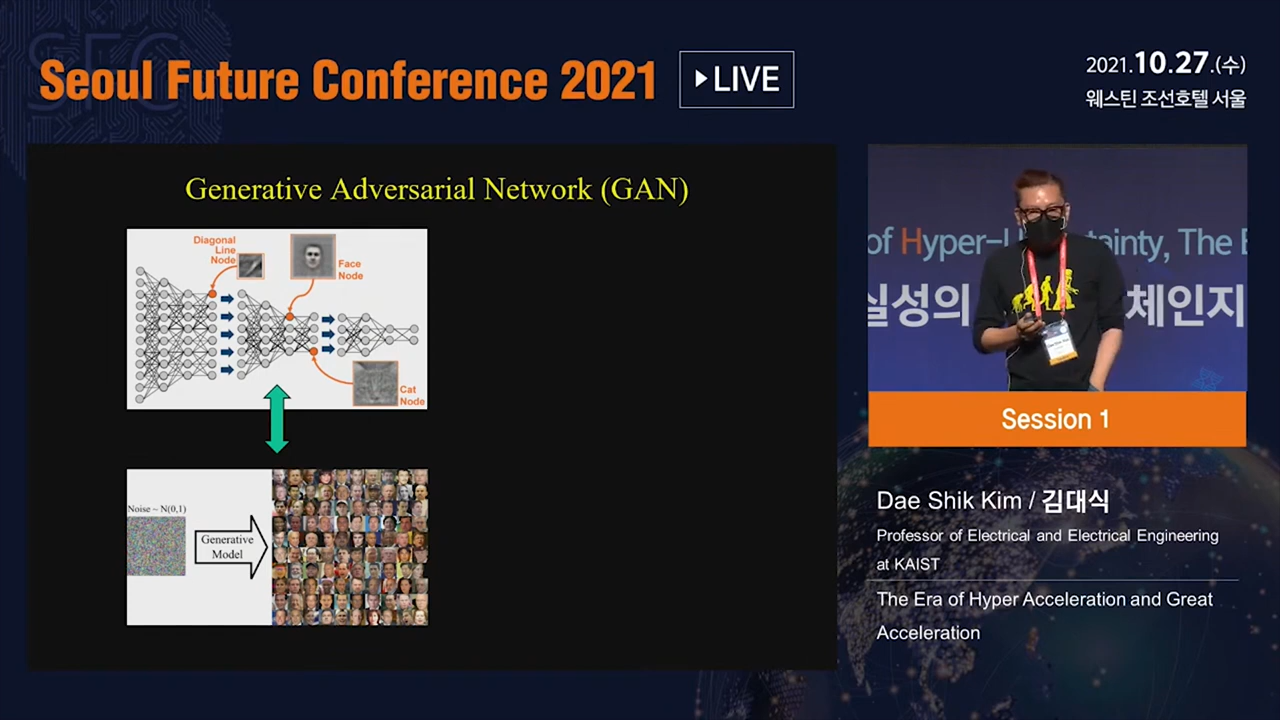 Seoul Future Conference 2021
LIVE
2021.10.27.(수)
웨스틴 조선호텔 서울
SFC
Generative Adversarial Network (GAN)
Diagonal
Line
Node
Face
Node
Cat
Node
Noise ~ N(0,1)
Generative
Model
of Hyper-U
tainty, The E
실성의
체인지
Session 1
Dae Shik Kim / 김대식
Professor of Electrical and Electrical Engineering
at KAIST
The Era of Hyper Acceleration and Great
Acceleration